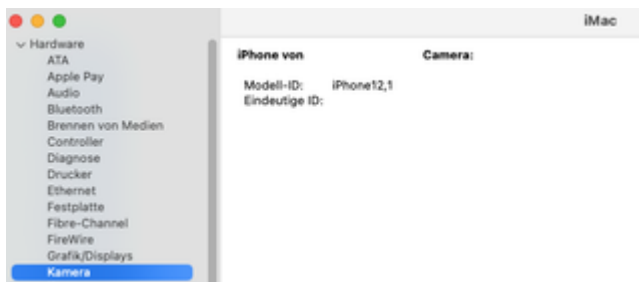 iMac
Hardware
ATA
Apple Pay
Audio
Bluetooth
Brennen von Medien
Controller
Diagnose
Drucker
Ethernet
Festplatte
Fibre-Channel
FireWire
Grafik/Displays
Kamera
iPhone von Camera:
Modell-ID: iPhone12,1
Eindeutige ID: